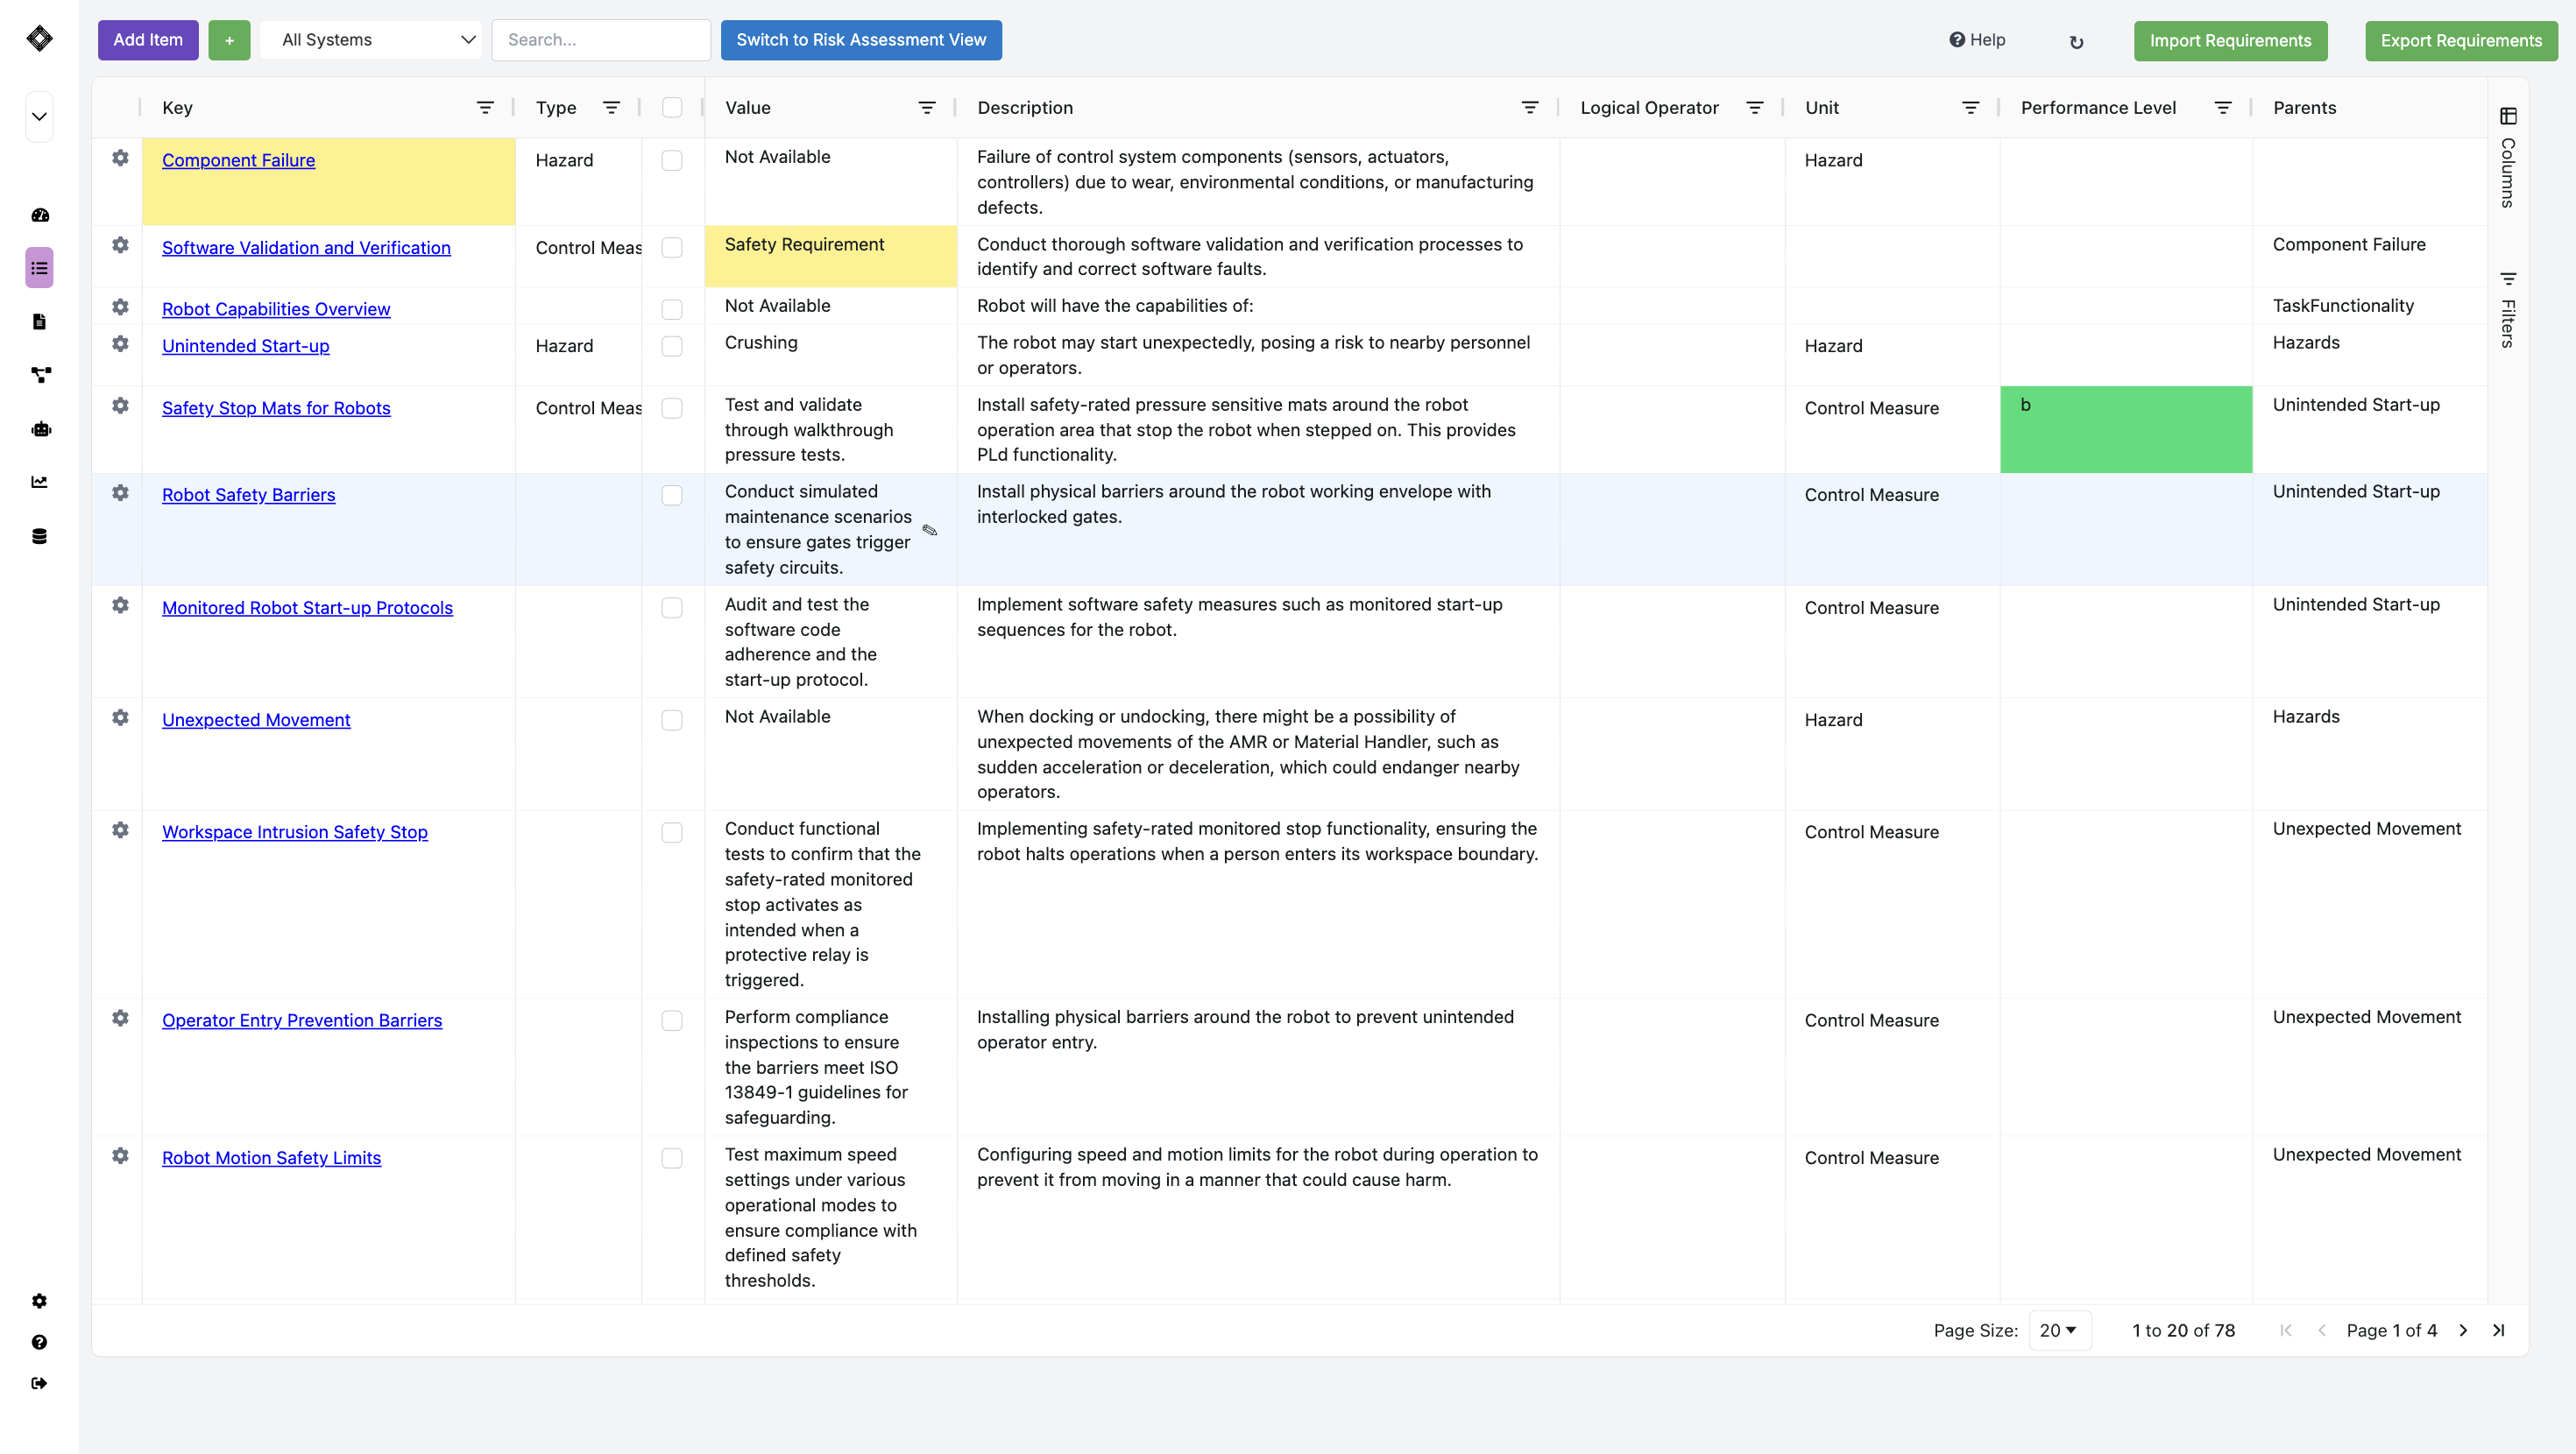 Add Item + All Systems Search... Switch to Risk Assessment View Help Import Requirements Export Requirements
Key Type Value Description Logical Operator Unit Performance Level Parents
Columns
Filters
Component Failure Hazard Not Available Failure of control system components (sensors, actuators, Hazard
controllers) due to wear, environmental conditions, or manufacturing
defects.
Software Validation and Verification Control Meas Safety Requirement Conduct thorough software validation and verification processes to Component Failure
identify and correct software faults.
Robot Capabilities Overview Not Available Robot will have the capabilities of: TaskFunctionality
Unintended Start-up Hazard Crushing The robot may start unexpectedly, posing a risk to nearby personnel Hazard Hazards
or operators.
Safety Stop Mats for Robots Control Meas Test and validate Install safety-rated pressure sensitive mats around the robot Control Measure b Unintended Start-up
through walkthrough operation area that stop the robot when stepped on. This provides
pressure tests. PLd functionality.
Robot Safety Barriers Conduct simulated Install physical barriers around the robot working envelope with Control Measure Unintended Start-up
maintenance scenarios interlocked gates.
to ensure gates trigger
safety circuits.
Monitored Robot Start-up Protocols Audit and test the Implement software safety measures such as monitored start-up Control Measure Unintended Start-up
software code sequences for the robot.
adherence and the
start-up protocol.
Unexpected Movement Not Available When docking or undocking, there might be a possibility of Hazard Hazards
unexpected movements of the AMR or Material Handler, such as
sudden acceleration or deceleration, which could endanger nearby
operators.
Workspace Intrusion Safety Stop Conduct functional Implementing safety-rated monitored stop functionality, ensuring the Control Measure Unexpected Movement
tests to confirm that the robot halts operations when a person enters its workspace boundary.
safety-rated monitored
stop activates as
intended when a
protective relay is
triggered.
Operator Entry Prevention Barriers Perform compliance Installing physical barriers around the robot to prevent unintended Control Measure Unexpected Movement
inspections to ensure operator entry.
the barriers meet ISO
13849-1 guidelines for
safeguarding.
Robot Motion Safety Limits Test maximum speed Configuring speed and motion limits for the robot during operation to Control Measure Unexpected Movement
settings under various prevent it from moving in a manner that could cause harm.
operational modes to
ensure compliance with
defined safety
thresholds.
Page Size: 20 1 to 20 of 78 Page 1 of 4